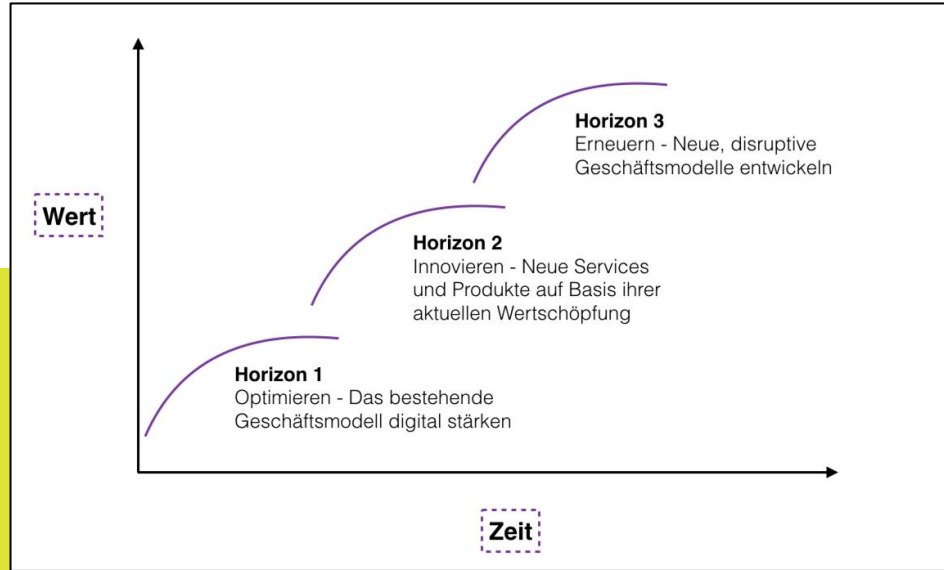 Horizon 3
Erneuern - Neue, disruptive
Geschäftsmodelle entwickeln
Wert
Horizon 2
Innovieren - Neue Services
und Produkte auf Basis ihrer
aktuellen Wertschöpfung
Horizon 1
Optimieren - Das bestehende
Geschäftsmodell digital stärken
Zeit